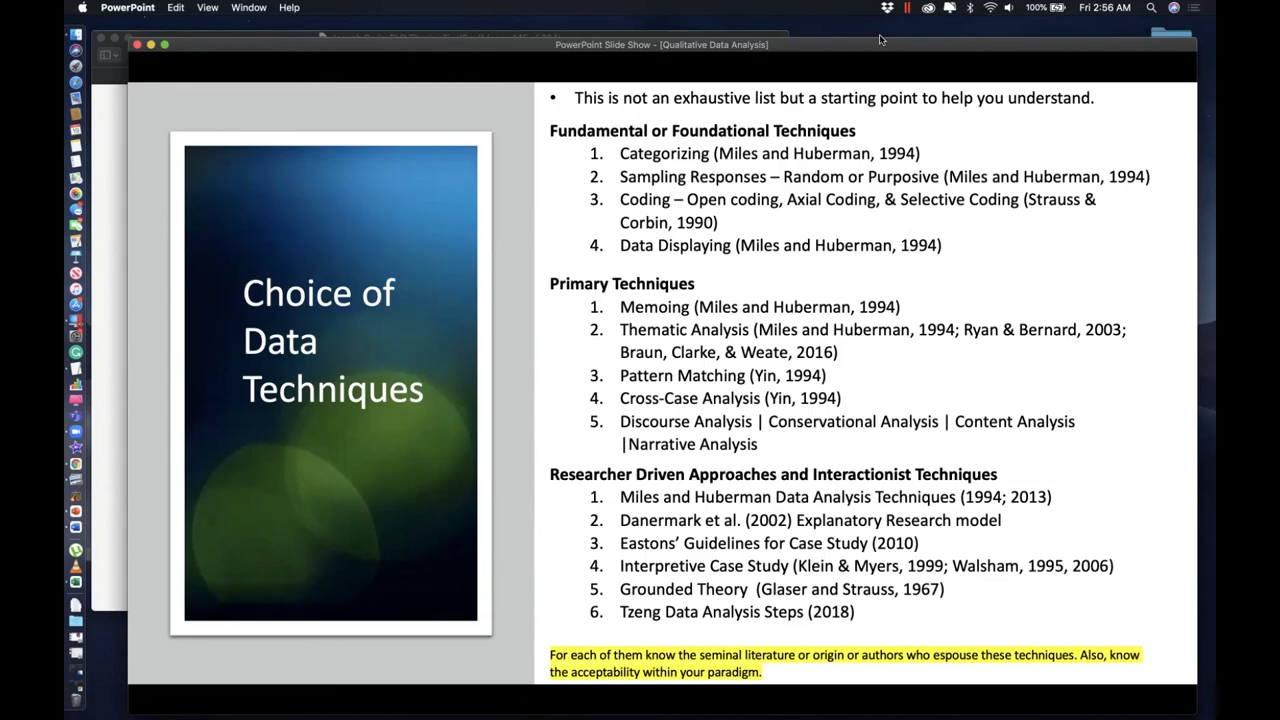 PowerPoint Edit View Window Help 100% Fri 2:56 AM
PowerPoint Slide Show - [Qualitative Data Analysis]
Choice of
Data
Techniques
• This is not an exhaustive list but a starting point to help you understand.
Fundamental or Foundational Techniques
1. Categorizing (Miles and Huberman, 1994)
2. Sampling Responses – Random or Purposive (Miles and Huberman, 1994)
3. Coding – Open coding, Axial Coding, & Selective Coding (Strauss &
Corbin, 1990)
4. Data Displaying (Miles and Huberman, 1994)
Primary Techniques
1. Memoing (Miles and Huberman, 1994)
2. Thematic Analysis (Miles and Huberman, 1994; Ryan & Bernard, 2003;
Braun, Clarke, & Weate, 2016)
3. Pattern Matching (Yin, 1994)
4. Cross-Case Analysis (Yin, 1994)
5. Discourse Analysis | Conservational Analysis | Content Analysis
|Narrative Analysis
Researcher Driven Approaches and Interactionist Techniques
1. Miles and Huberman Data Analysis Techniques (1994; 2013)
2. Danermark et al. (2002) Explanatory Research model
3. Eastons’ Guidelines for Case Study (2010)
4. Interpretive Case Study (Klein & Myers, 1999; Walsham, 1995, 2006)
5. Grounded Theory (Glaser and Strauss, 1967)
6. Tzeng Data Analysis Steps (2018)
For each of them know the seminal literature or origin or authors who espouse these techniques. Also, know
the acceptability within your paradigm.